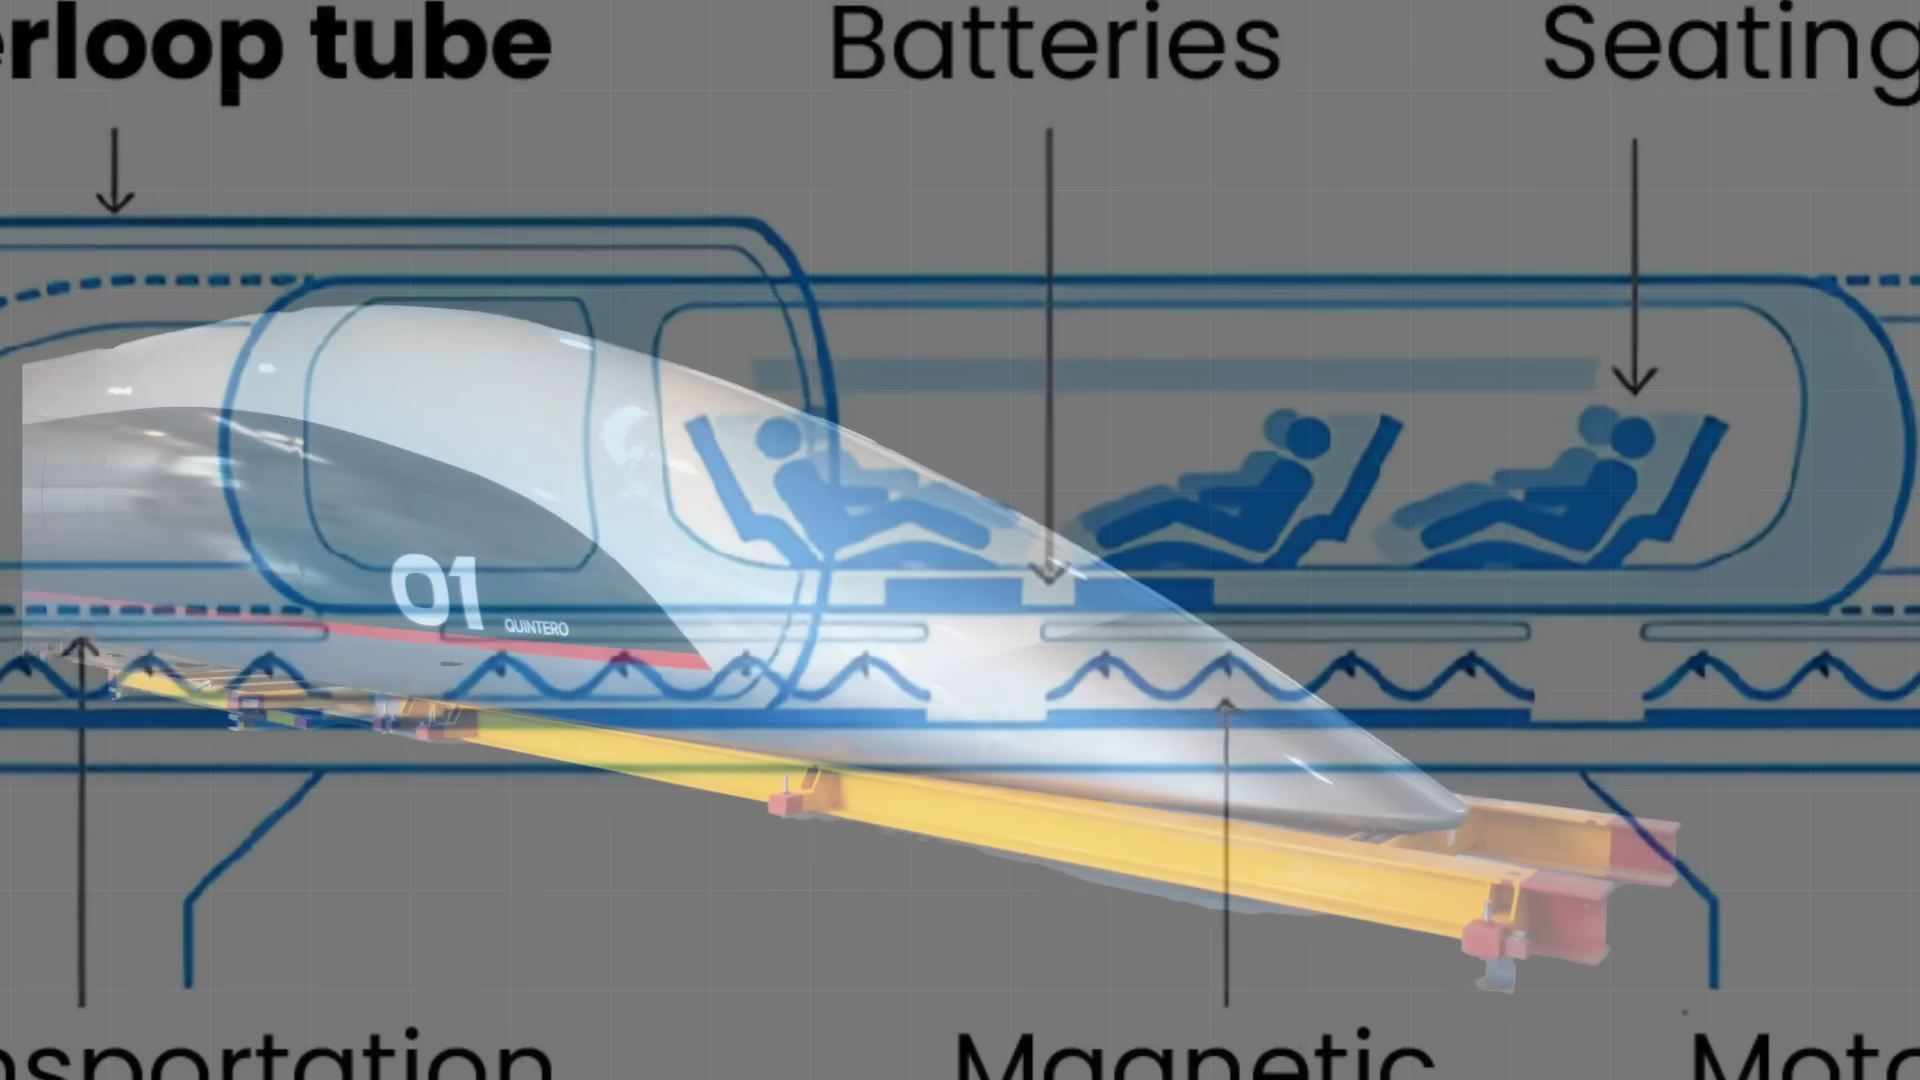 erloop tube
Batteries
Seating
01
QUINTERO
nsportation
Magnetic
Moto